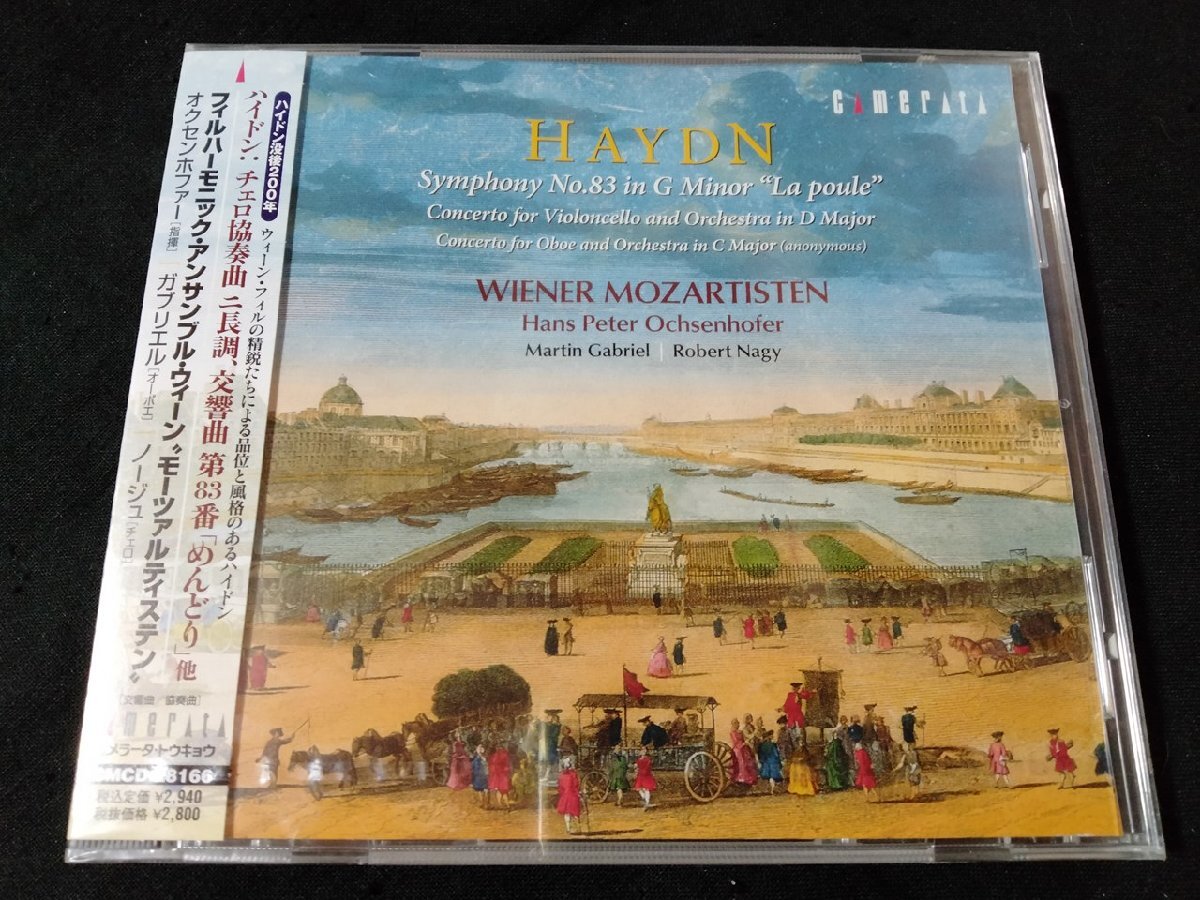 CAMERATA
HAYDN
Symphony No.83 in G Minor “La poule”
Concerto for Violoncello and Orchestra in D Major
Concerto for Oboe and Orchestra in C Major (anonymous)
WIENER MOZARTISTEN
Hans Peter Ochsenhofer
Martin Gabriel | Robert Nagy
ハイドン没後200年
ウィーン・フィルの精鋭たちによる品位と風格のあるハイドン
ハイドン：チェロ協奏曲 ニ長調、交響曲 第83番「めんどり」他
フィルハーモニック・アンサンブル・ウィーン“モーツァルティステン”
オクセンホファー[指揮] ガブリエル[オーボエ] ノージュ[チェロ]
[交響曲／協奏曲]
CAMERATA
メラータ・トウキョウ
税込定価 ¥2,940
税抜価格 ¥2,800